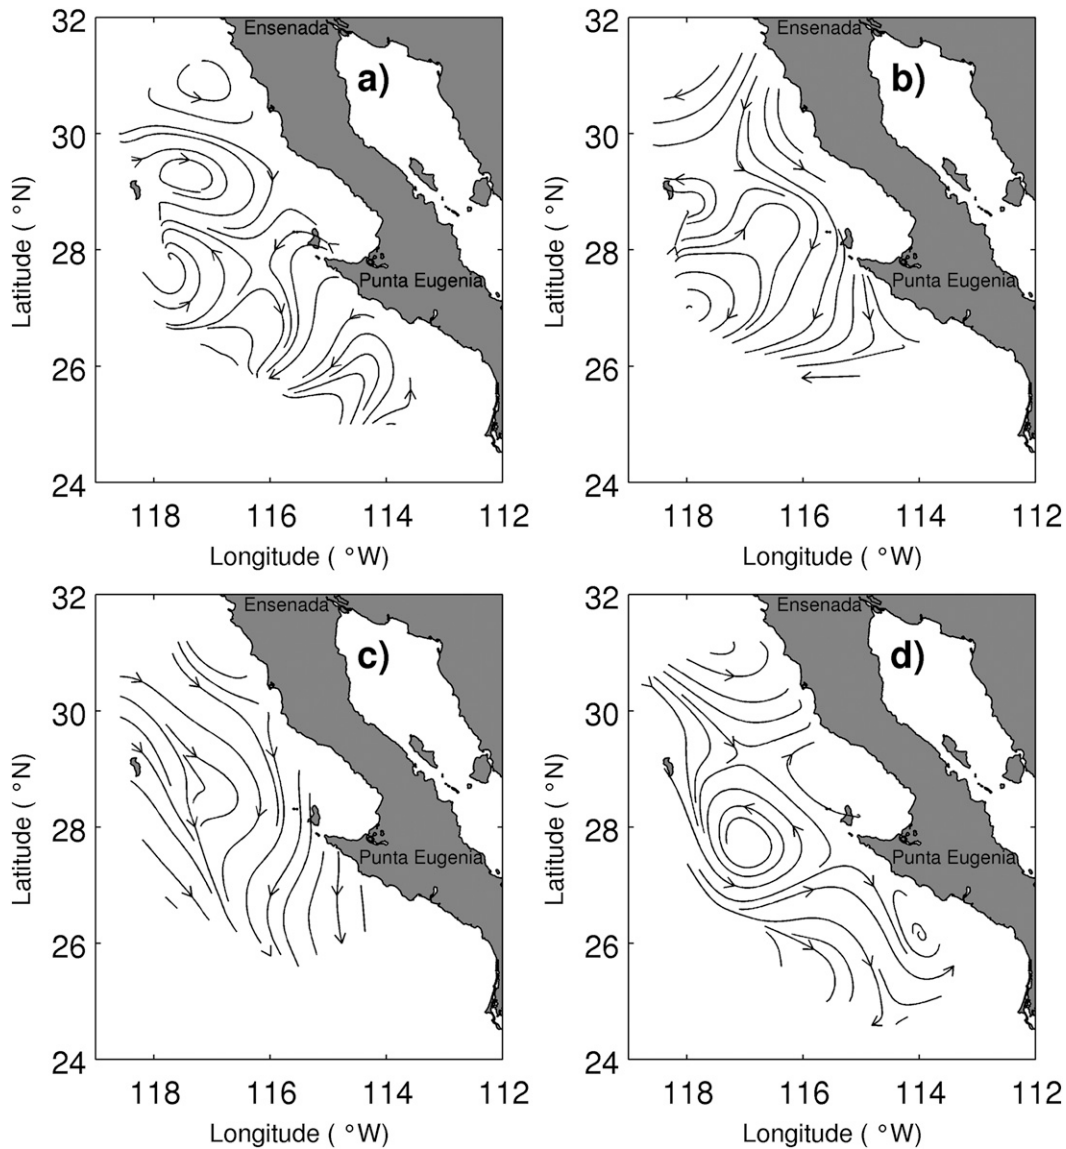 32
Ensenada
a)
30
28
Punta Eugenia
26
24
Latitude ( °N)
118 116 114 112
Longitude ( °W)
32
Ensenada
b)
30
28
Punta Eugenia
26
24
Latitude ( °N)
118 116 114 112
Longitude ( °W)
32
Ensenada
c)
30
28
Punta Eugenia
26
24
Latitude ( °N)
118 116 114 112
Longitude ( °W)
32
Ensenada
d)
30
28
Punta Eugenia
26
24
Latitude ( °N)
118 116 114 112
Longitude ( °W)